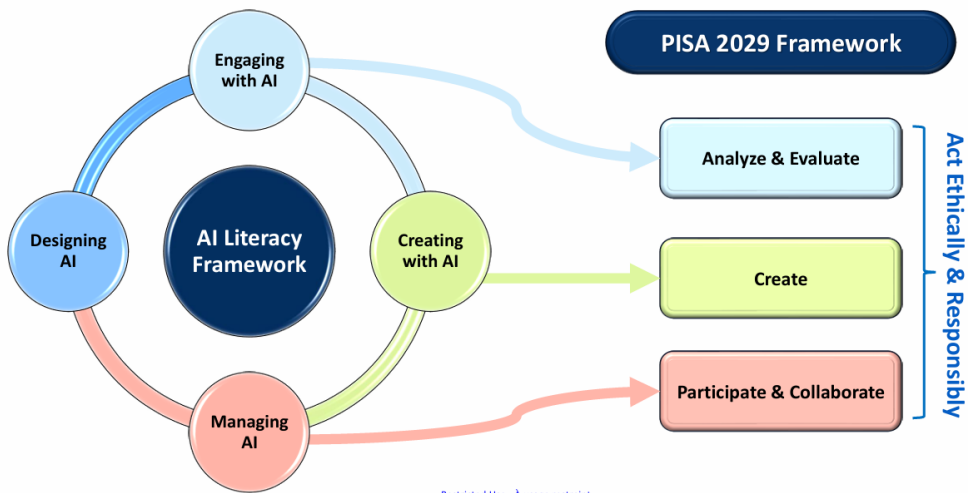 PISA 2029 Framework
Engaging
with AI
Analyze & Evaluate
Designing
AI
AI Literacy
Framework
Creating
with AI
Create
Managing
AI
Participate & Collaborate
Act Ethically & Responsibly